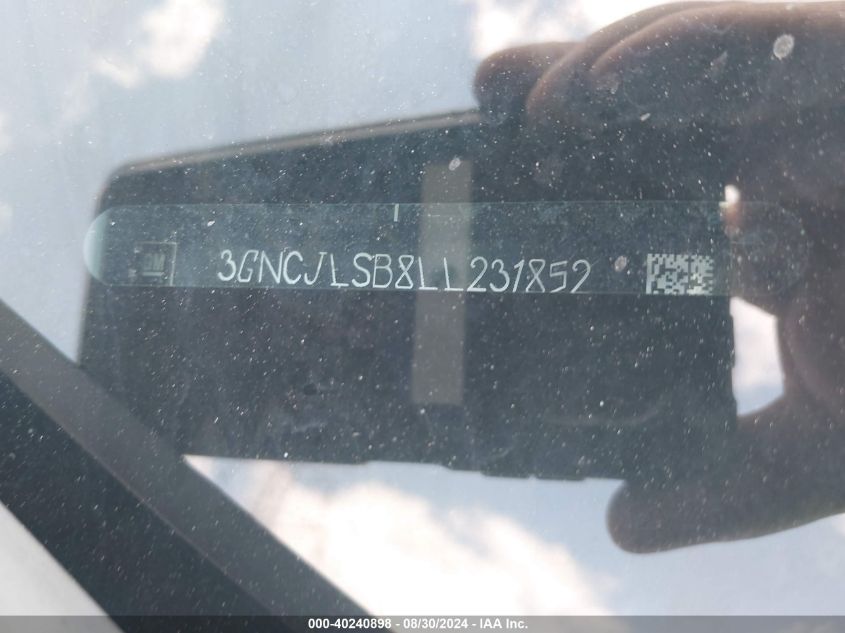 3GNCJLSB8LL231852
000-40240898 - 08/30/2024 - IAA Inc.